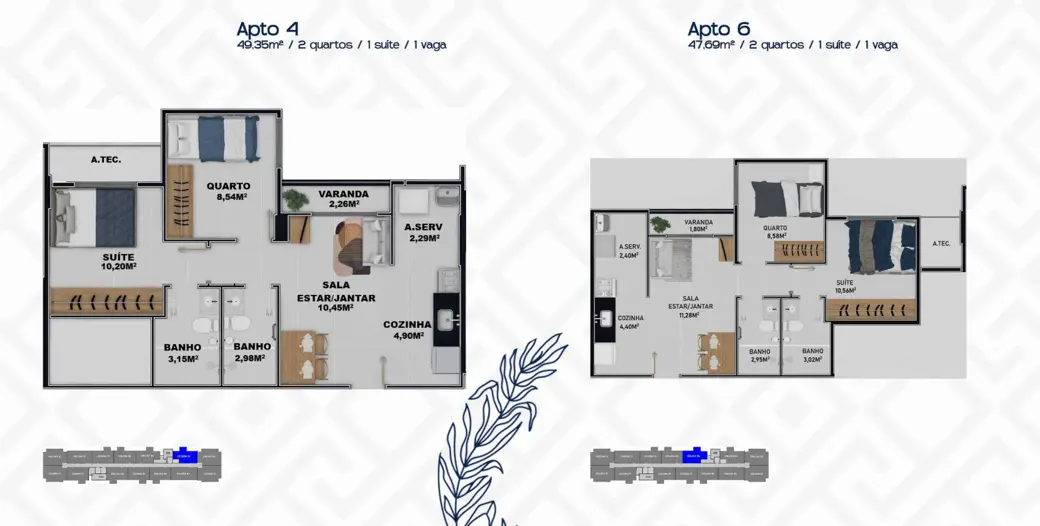 Apto 4
49.35m² / 2 quartos / 1 suíte / 1 vaga
A.TEC.
QUARTO
8,54M²
VARANDA
2,26M²
A.SERV
2,29M²
SUÍTE
10,20M²
SALA
ESTAR/JANTAR
10,45M²
COZINHA
4,90M²
BANHO
3,15M²
BANHO
2,98M²
Apto 6
47.69m² / 2 quartos / 1 suíte / 1 vaga
VARANDA
1,80M²
QUARTO
8,58M²
A.SERV.
2,40M²
A.TEC.
SUÍTE
10,56M²
SALA
ESTAR/JANTAR
11,28M²
COZINHA
4,40M²
BANHO
2,95M²
BANHO
3,02M²